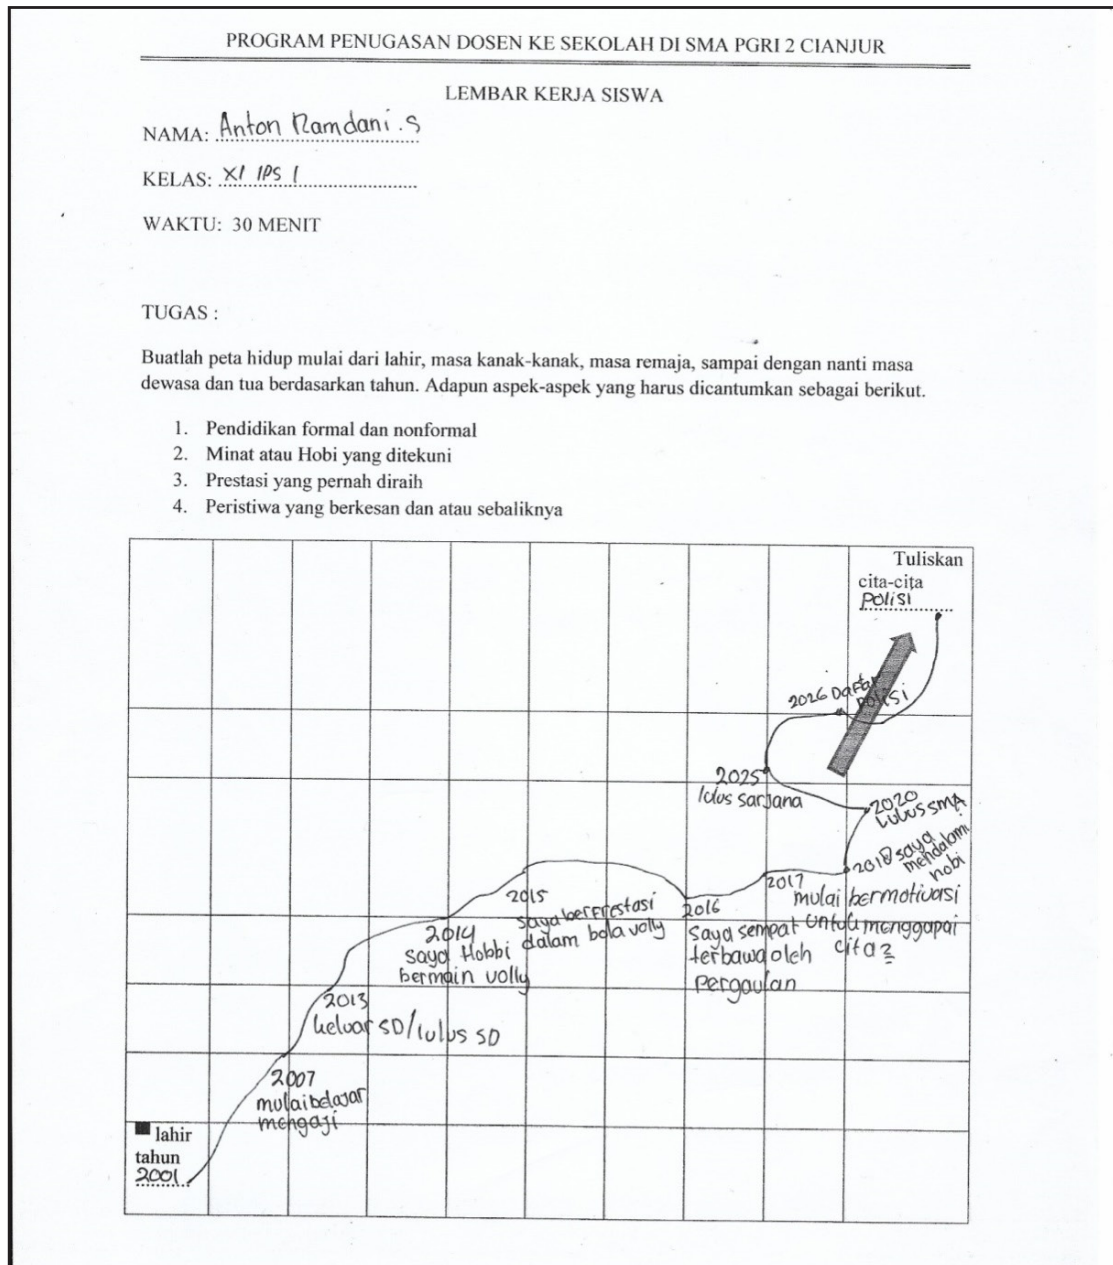 PROGRAM PENUGASAN DOSEN KE SEKOLAH DI SMA PGRI 2 CIANJUR
LEMBAR KERJA SISWA
NAMA: Anton Ramdani.S
KELAS: XI IPS 1
WAKTU: 30 MENIT
TUGAS :
Buatlah peta hidup mulai dari lahir, masa kanak-kanak, masa remaja, sampai dengan nanti masa
dewasa dan tua berdasarkan tahun. Adapun aspek-aspek yang harus dicantumkan sebagai berikut.
1. Pendidikan formal dan nonformal
2. Minat atau Hobi yang ditekuni
3. Prestasi yang pernah diraih
4. Peristiwa yang berkesan dan atau sebaliknya
Tuliskan
cita-cita
Polisi
2026 Daftar
Polisi
2025
lulus sarjana
2020
Lulus SMA
2018 saya
mendalami
hobi
2017
mulai bermotivasi
untuk menggapai
cita2
2016
saya sempat
terbawa oleh
pergaulan
2015
saya berfrestasi
dalam bola volly
2014
saya Hobbi
bermain volly
2013
keluar SD/lulus SD
2007
mulai belajar
mengaji
lahir
tahun
2001